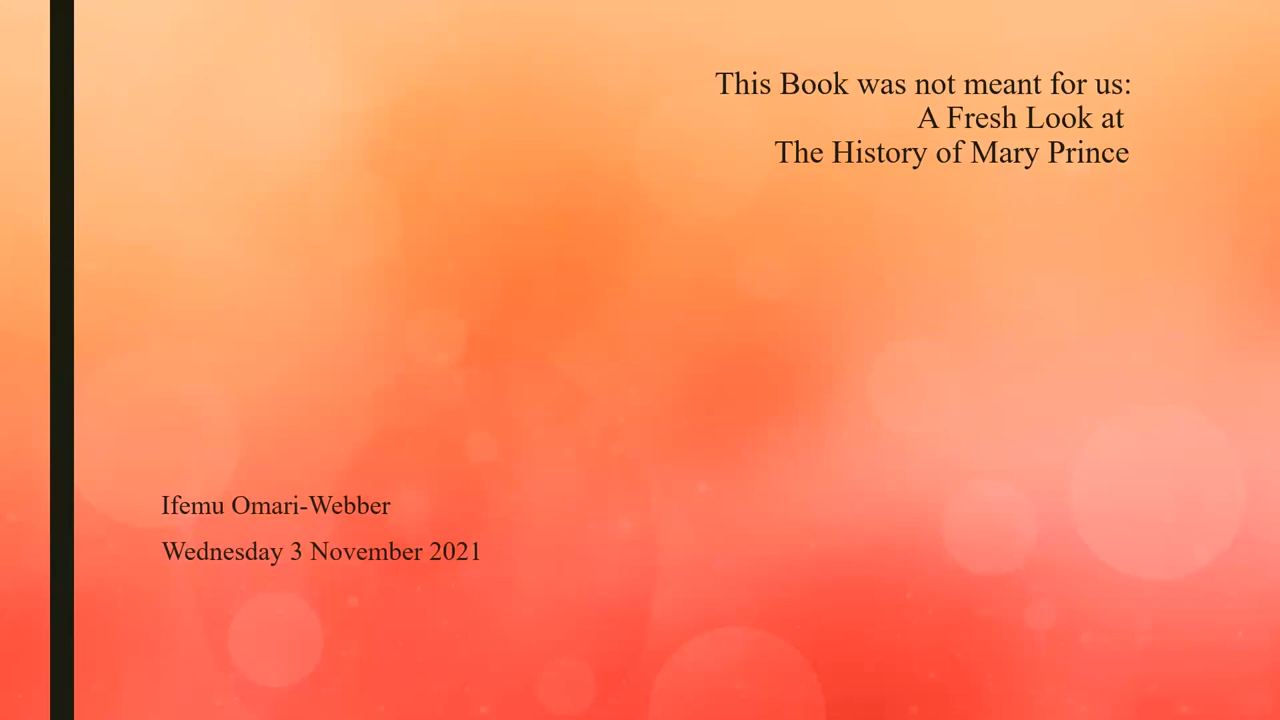 This Book was not meant for us:
A Fresh Look at
The History of Mary Prince
Ifemu Omari-Webber
Wednesday 3 November 2021